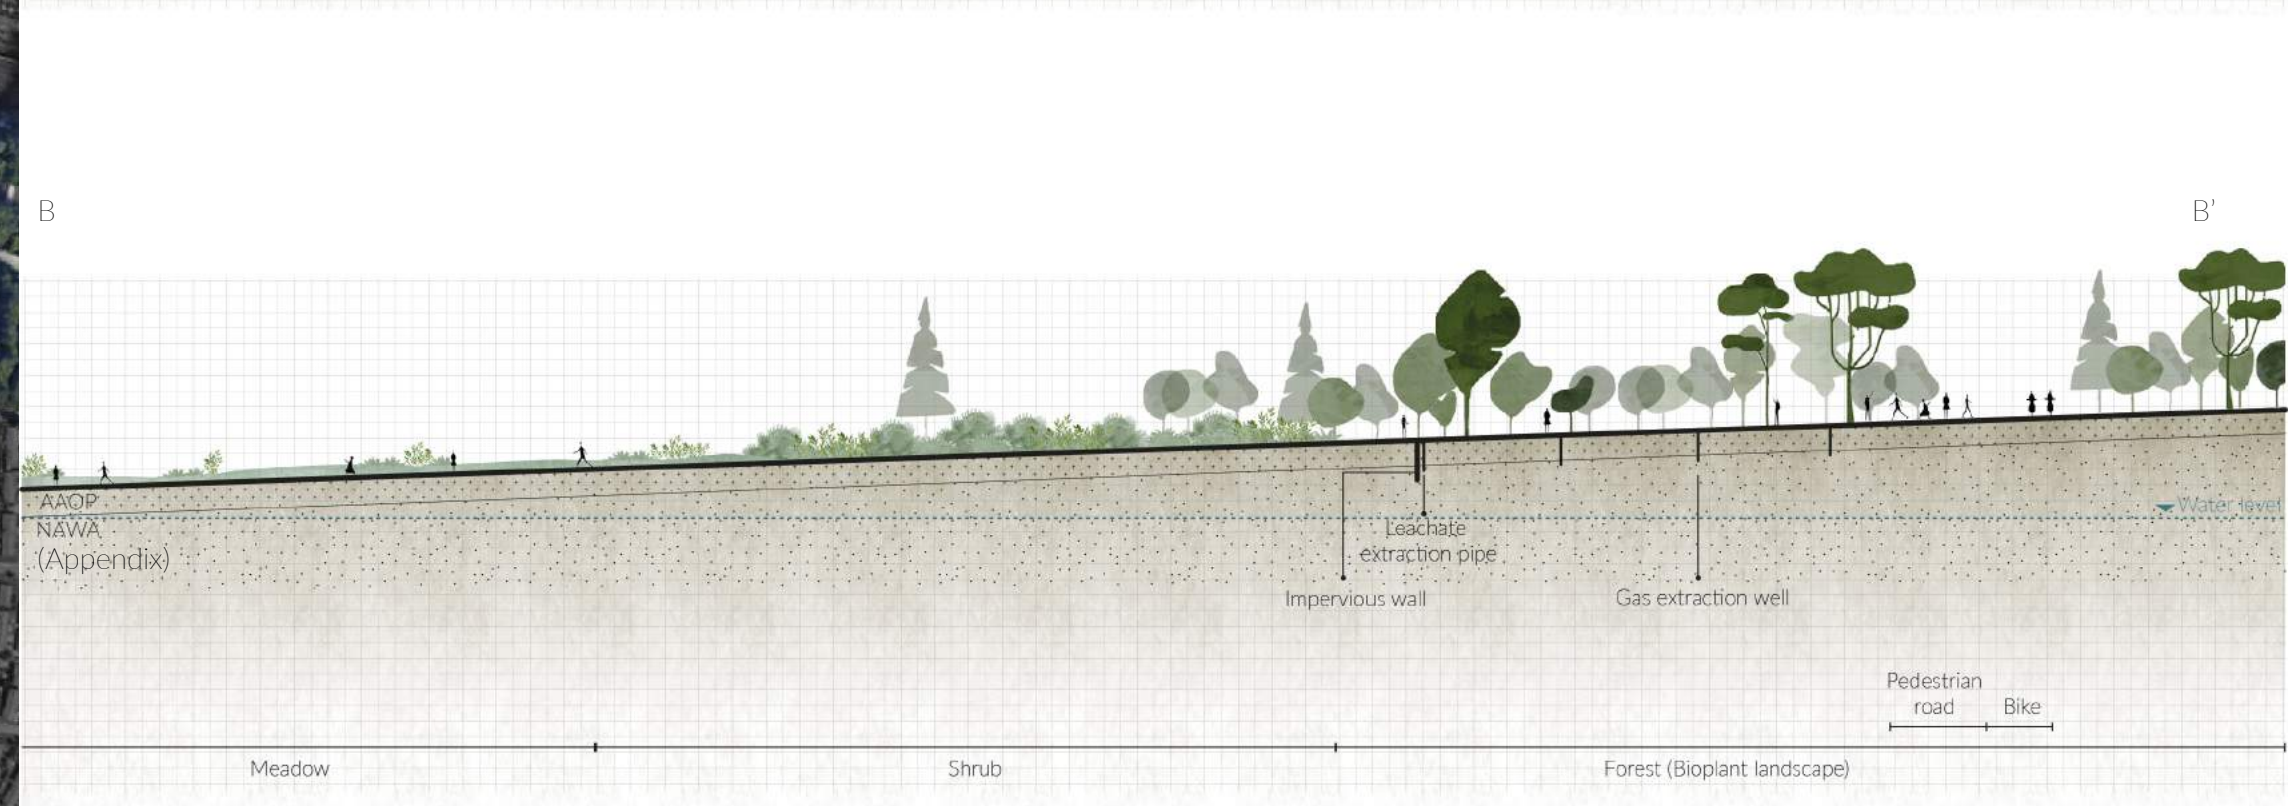 B
B’
AAOP
NAWA
(Appendix)
Water level
Leachate
extraction pipe
Impervious wall
Gas extraction well
Pedestrian
road
Bike
Meadow
Shrub
Forest (Bioplant landscape)